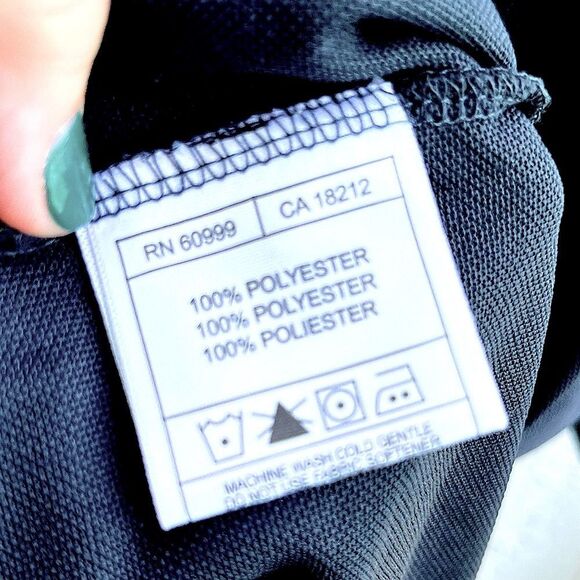 RN 60999 CA 18212
100% POLYESTER
100% POLYESTER
100% POLIESTER
MACHINE WASH COLD GENTLE
DO NOT USE FABRIC SOFTENER